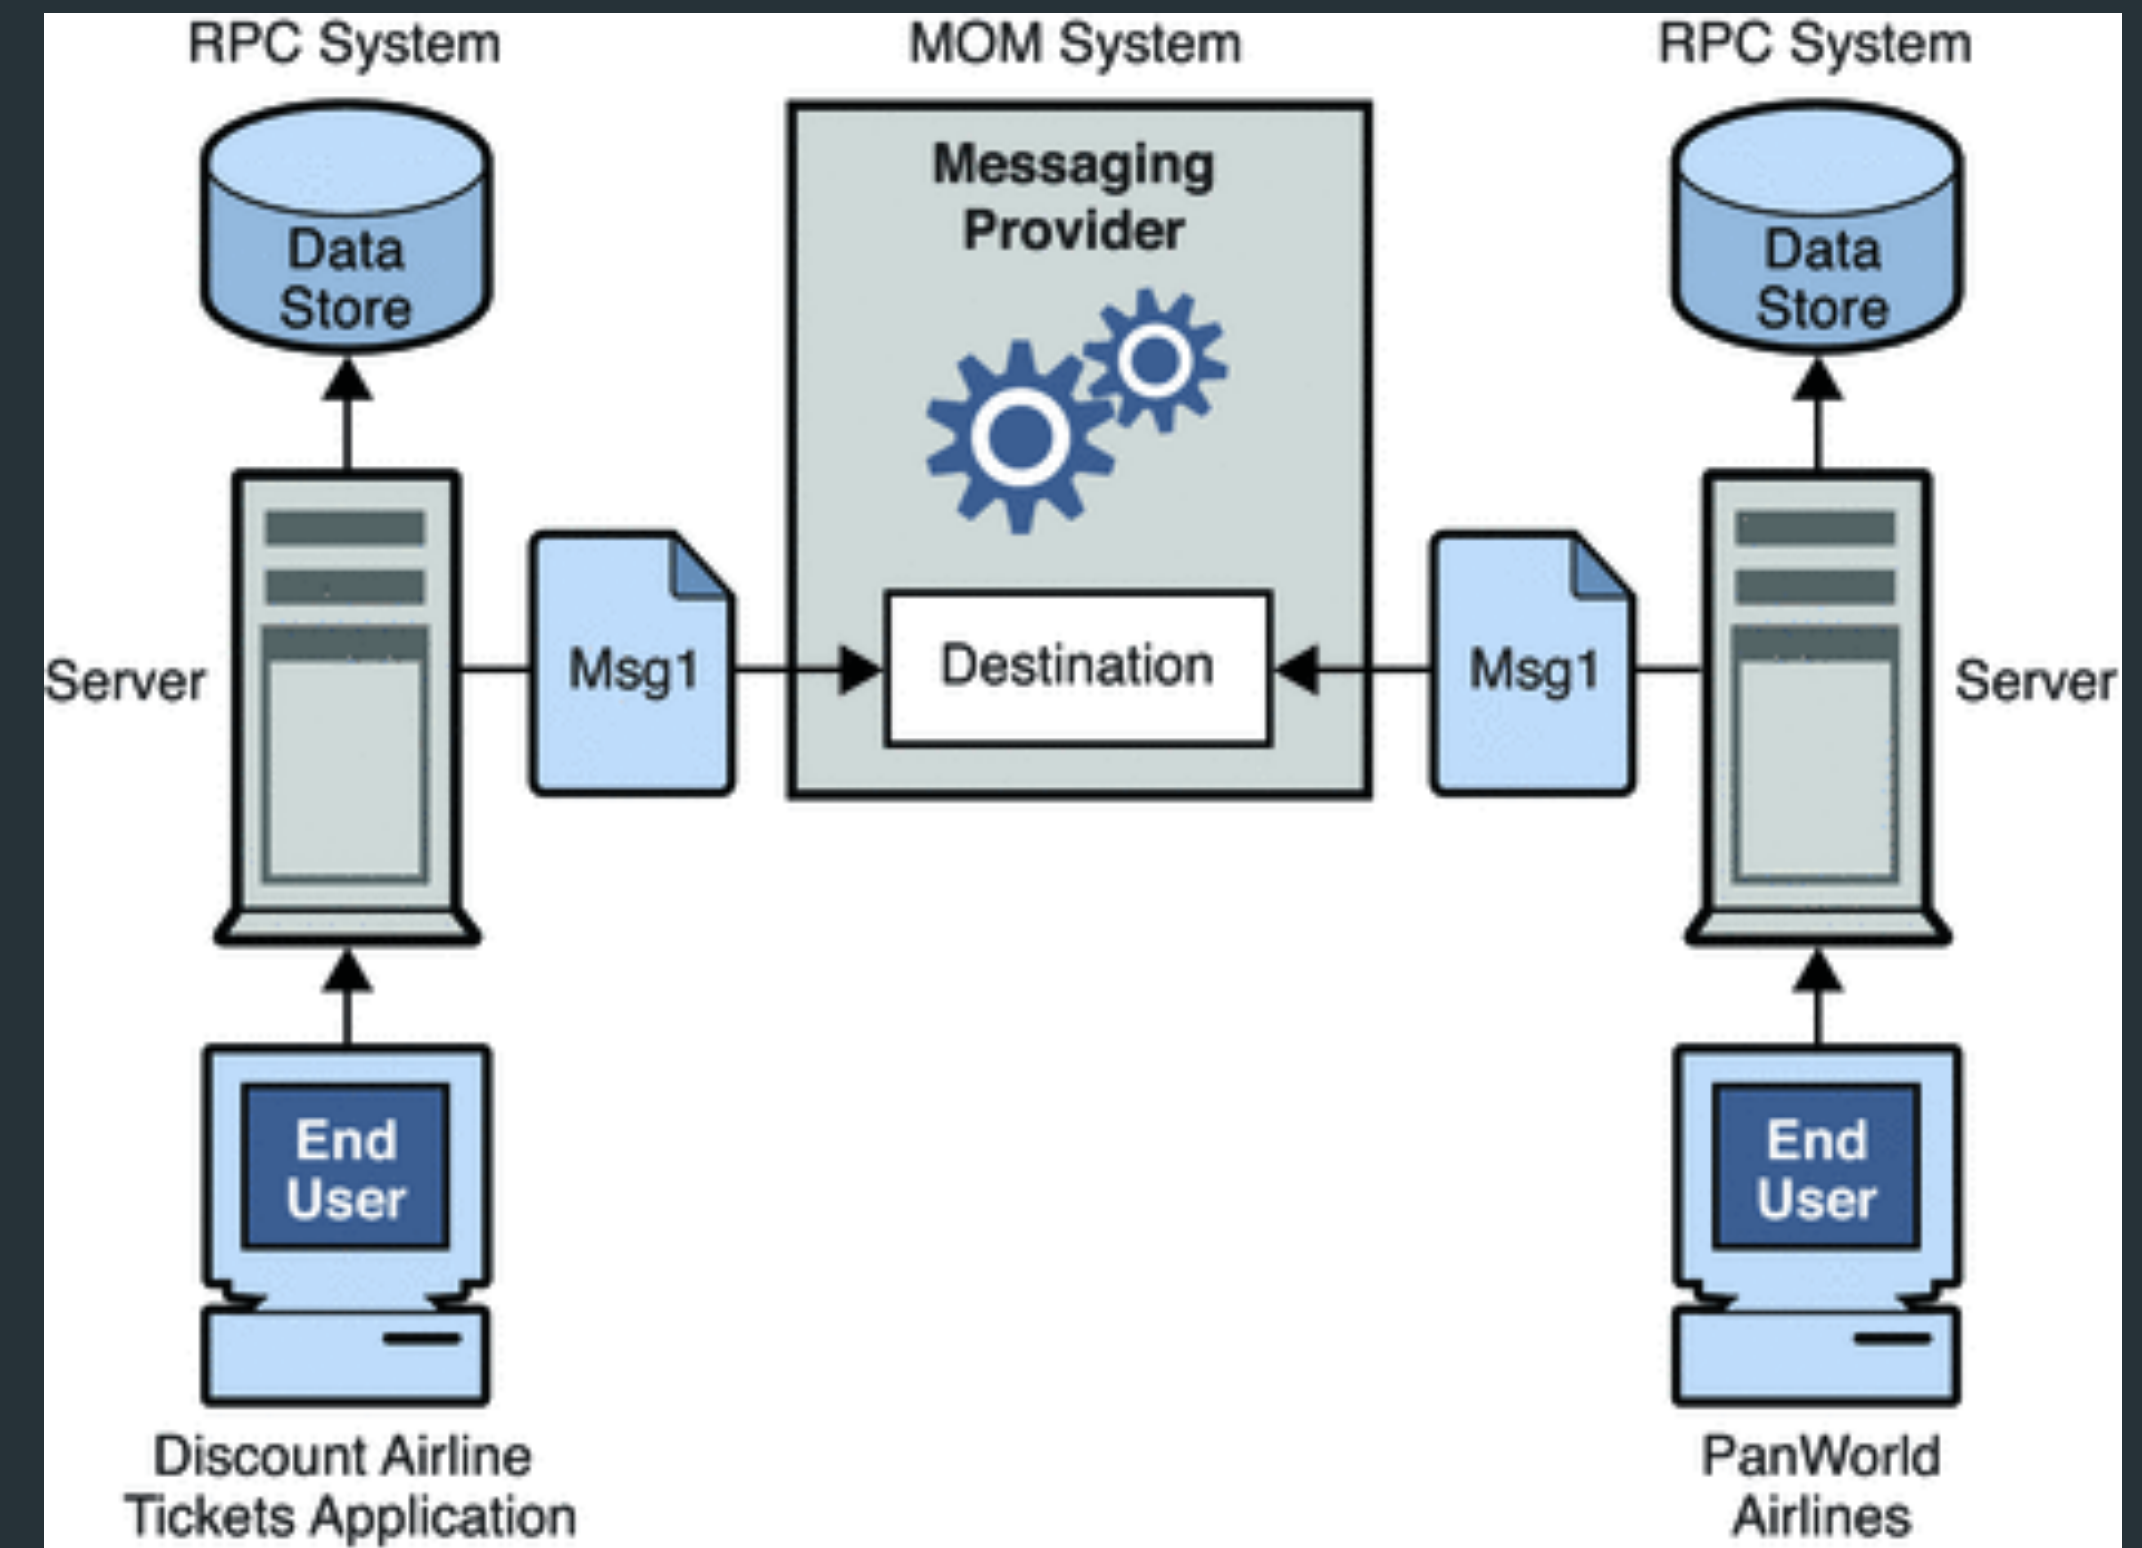 RPC System
MOM System
RPC System
Data
Store
Messaging
Provider
Data
Store
Server
Msg1
Destination
Msg1
Server
End
User
End
User
Discount Airline
Tickets Application
PanWorld
Airlines